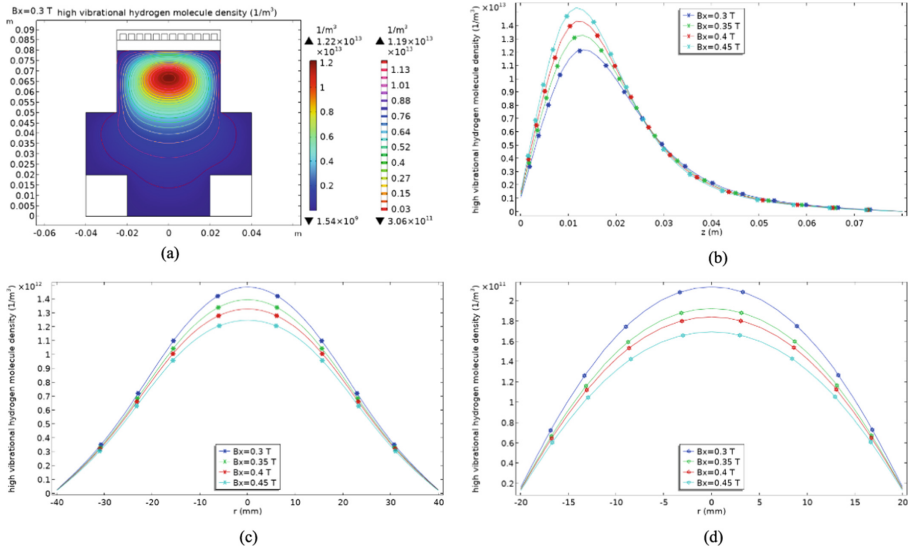 Bx=0.3 T high vibrational hydrogen molecule density (1/m³)
m
0.09
0.085
0.08
0.075
0.07
0.065
0.06
0.055
0.05
0.045
0.04
0.035
0.03
0.025
0.02
0.015
0.01
0.005
0
-0.06 -0.04 -0.02 0 0.02 0.04 m
1/m³
▲ 1.22×10¹³
×10¹³
1.2
1
0.8
0.6
0.4
0.2
▼ 1.54×10⁹
1/m³
▲ 1.19×10¹³
×10¹³
1.13
1.01
0.88
0.76
0.64
0.52
0.4
0.27
0.15
0.03
▼ 3.06×10¹¹
(a)
×10¹³
high vibrational hydrogen molecule density (1/m³)
1.5
1.4
1.3
1.2
1.1
1
0.9
0.8
0.7
0.6
0.5
0.4
0.3
0.2
0.1
0
0 0.02 0.04 0.06
z (m)
Bx=0.3 T
Bx=0.35 T
Bx=0.4 T
Bx=0.45 T
(b)
×10¹²
high vibrational hydrogen molecule density (1/m³)
1.4
1.3
1.2
1.1
1
0.9
0.8
0.7
0.6
0.5
0.4
0.3
0.2
0.1
0
-40 -30 -20 -10 0 10 20 30 40
r (mm)
Bx=0.3 T
Bx=0.35 T
Bx=0.4 T
Bx=0.45 T
(c)
×10¹¹
high vibrational hydrogen molecule density (1/m³)
2
1.8
1.6
1.4
1.2
1
0.8
0.6
0.4
0.2
-20 -15 -10 -5 0 5 10 15 20
r (mm)
Bx=0.3 T
Bx=0.35 T
Bx=0.4 T
Bx=0.45 T
(d)